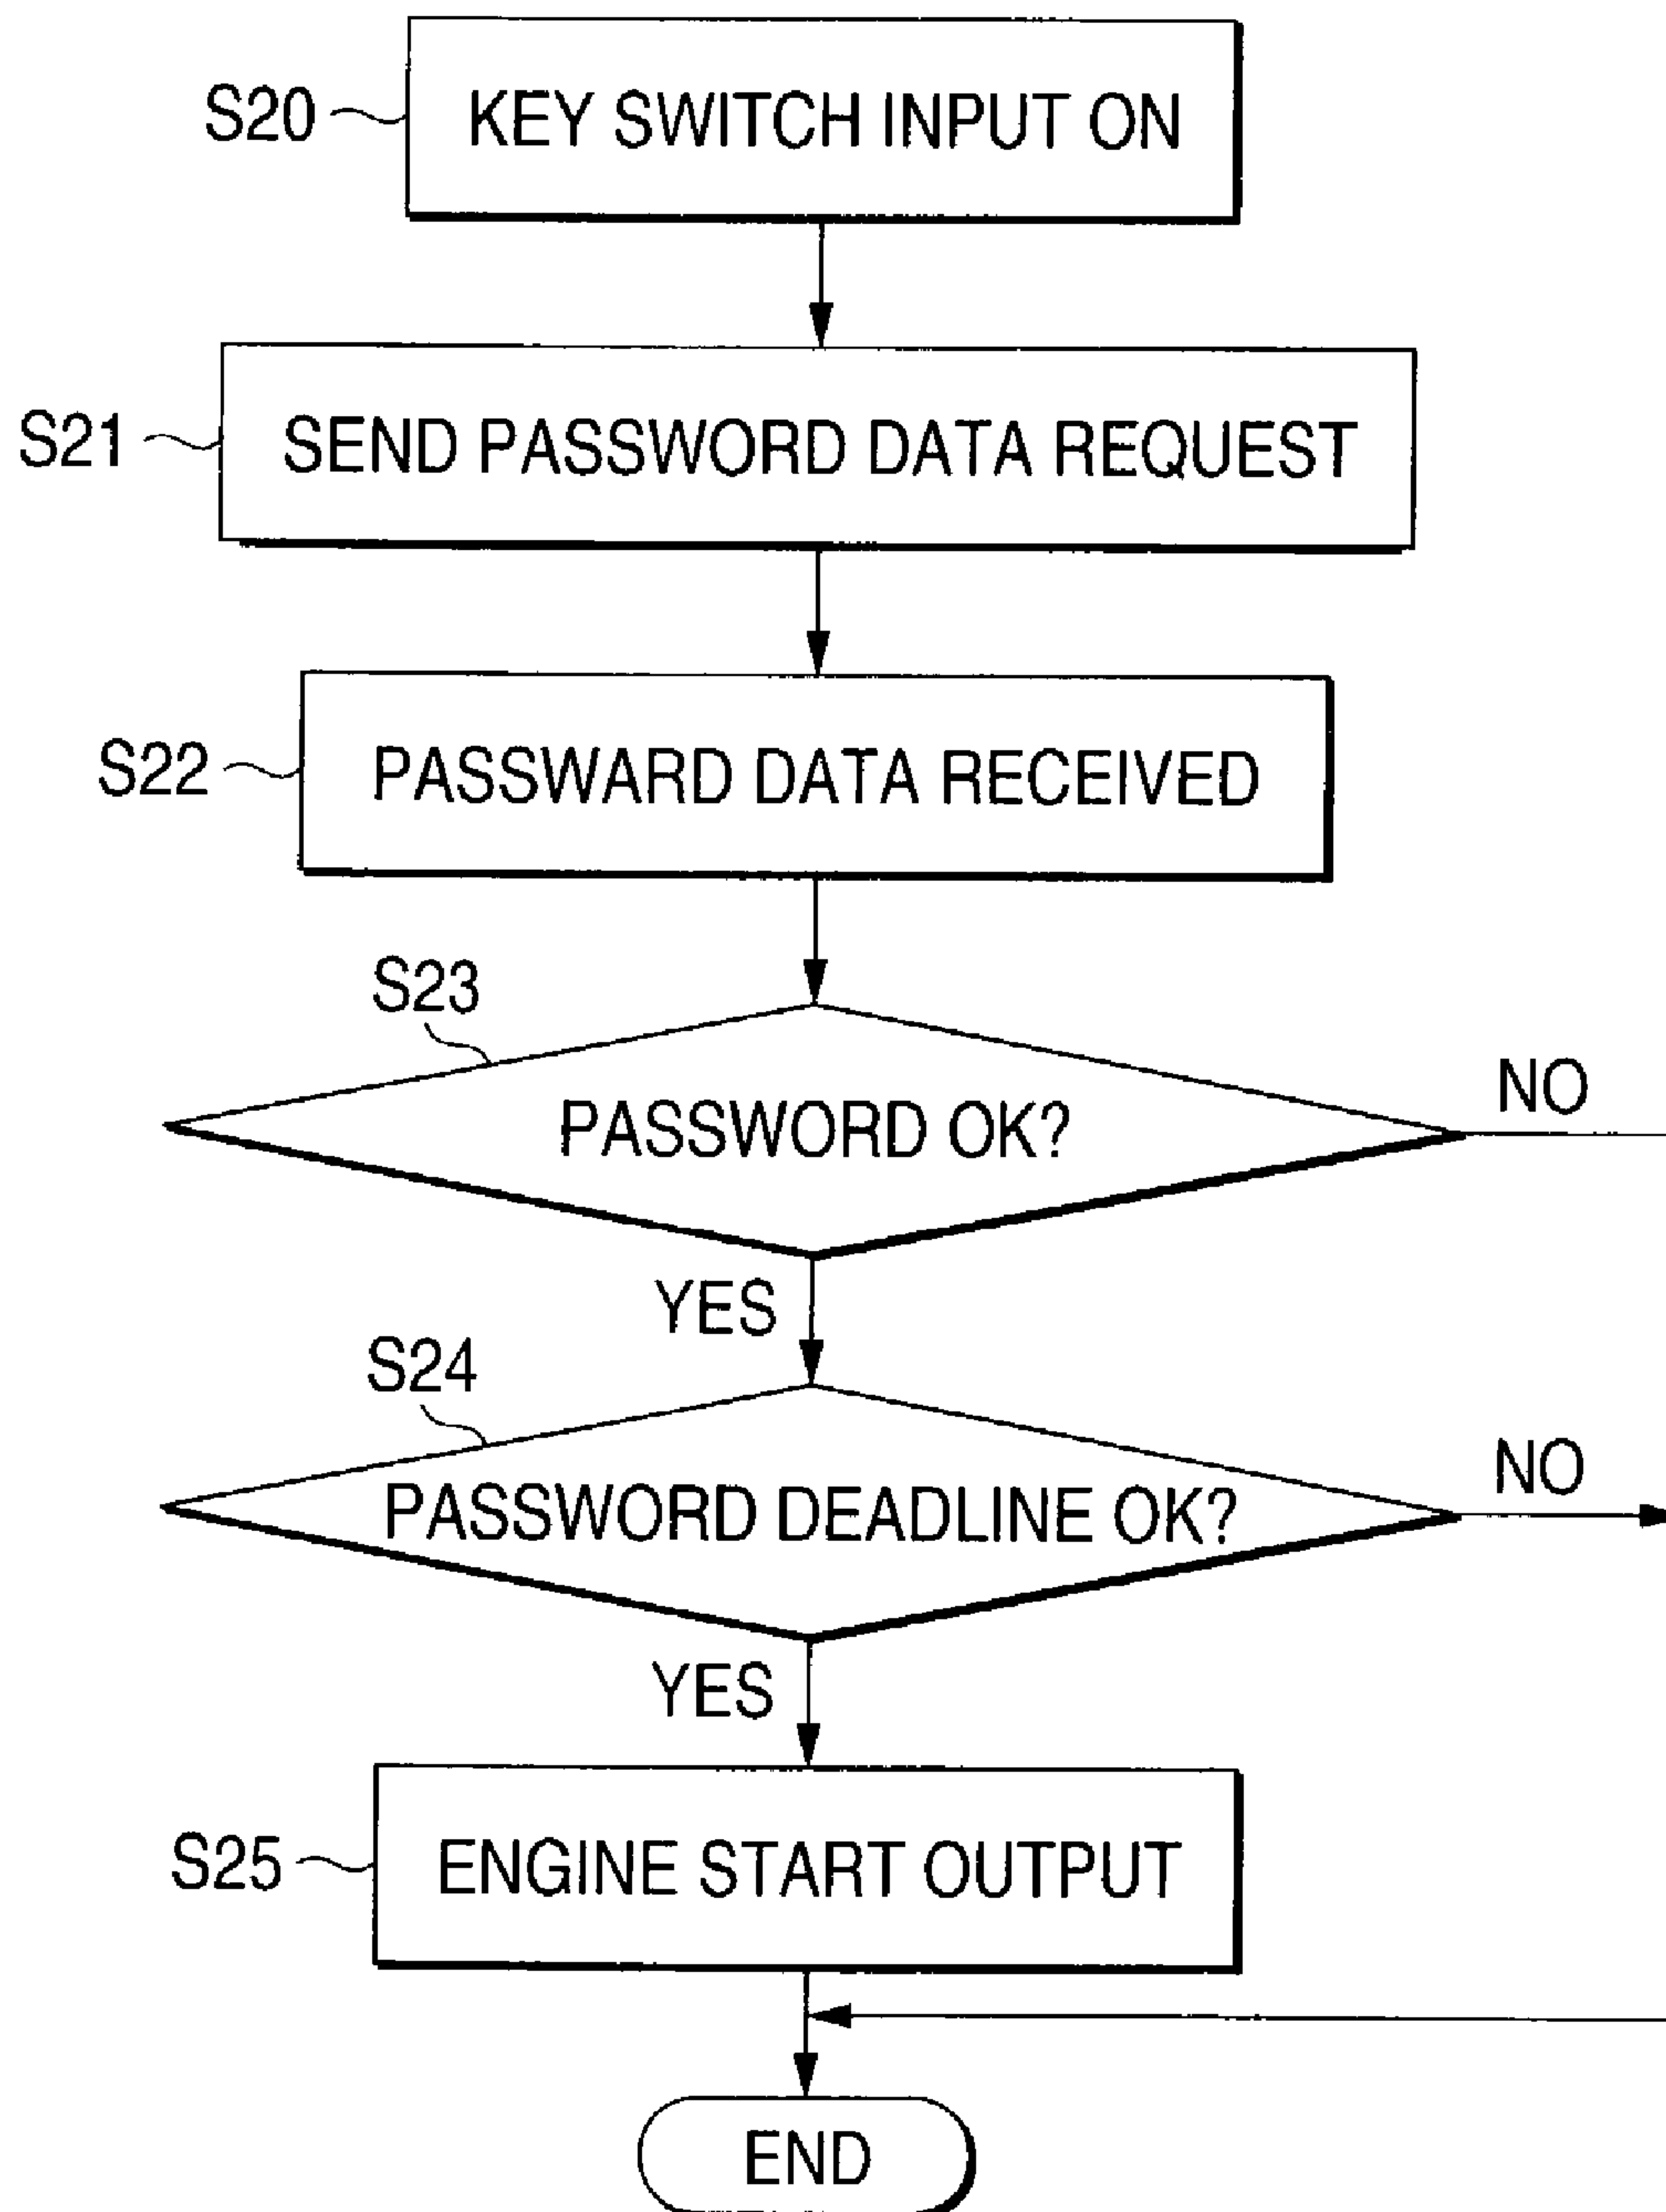 S20
KEY SWITCH INPUT ON
S21
SEND PASSWORD DATA REQUEST
S22
PASSWARD DATA RECEIVED
S23
PASSWORD OK?
NO
YES
S24
PASSWORD DEADLINE OK?
NO
YES
S25
ENGINE START OUTPUT
END